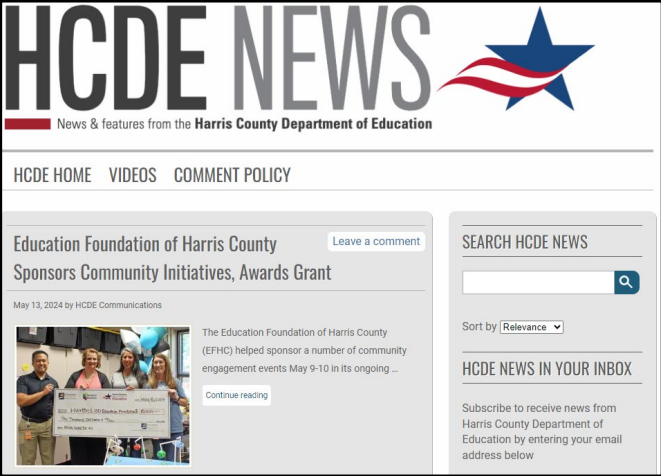 HCDE NEWS
News & features from the Harris County Department of Education
HCDE HOME VIDEOS COMMENT POLICY
Education Foundation of Harris County
Sponsors Community Initiatives, Awards Grant
Leave a comment
May 13, 2024 by HCDE Communications
The Education Foundation of Harris County
(EFHC) helped sponsor a number of community
engagement events May 9-10 in its ongoing ...
Continue reading
SEARCH HCDE NEWS
Sort by Relevance
HCDE NEWS IN YOUR INBOX
Subscribe to receive news from
Harris County Department of
Education by entering your email
address below